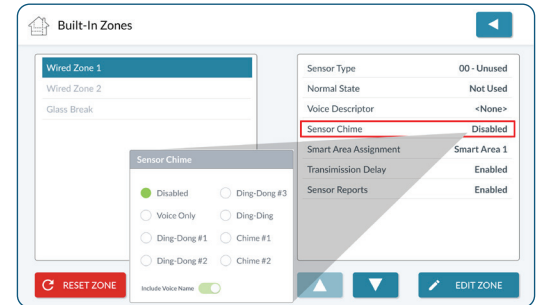 Built-In Zones
Wired Zone 1
Wired Zone 2
Glass Break
Sensor Type 00 - Unused
Normal State Not Used
Voice Descriptor <None>
Sensor Chime Disabled
Smart Area Assignment Smart Area 1
Transmission Delay Enabled
Sensor Reports Enabled
Sensor Chime
Disabled Ding-Dong #3
Voice Only Ding-Ding
Ding-Dong #1 Chime #1
Ding-Dong #2 Chime #2
Include Voice Name
RESET ZONE
EDIT ZONE